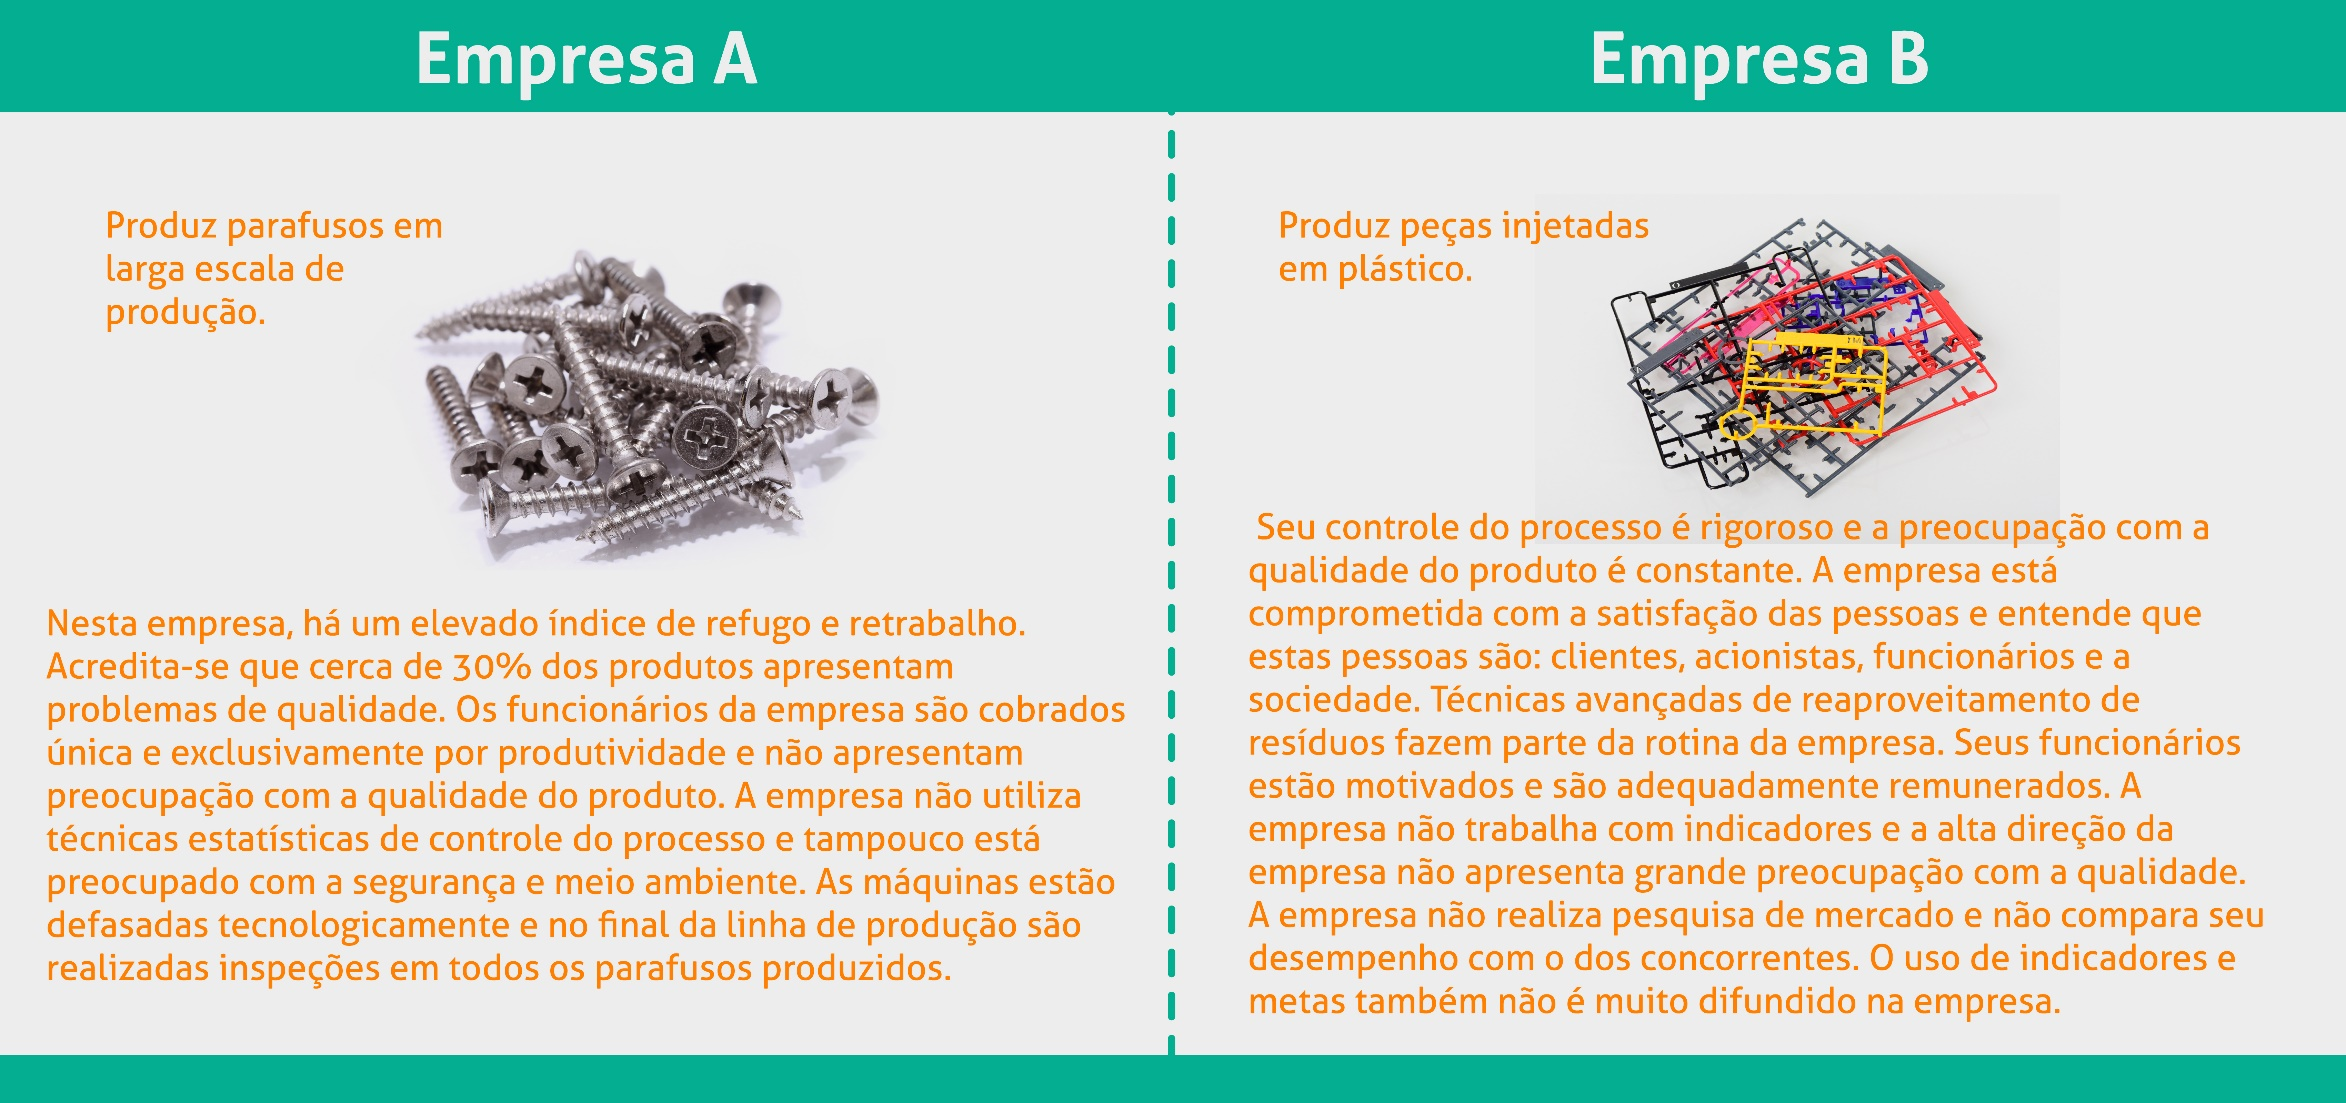 Empresa A
Produz parafusos em
larga escala de
produção.
Nesta empresa, há um elevado índice de refugo e retrabalho.
Acredita-se que cerca de 30% dos produtos apresentam
problemas de qualidade. Os funcionários da empresa são cobrados
única e exclusivamente por produtividade e não apresentam
preocupação com a qualidade do produto. A empresa não utiliza
técnicas estatísticas de controle do processo e tampouco está
preocupado com a segurança e meio ambiente. As máquinas estão
defasadas tecnologicamente e no final da linha de produção são
realizadas inspeções em todos os parafusos produzidos.
Empresa B
Produz peças injetadas
em plástico.
Seu controle do processo é rigoroso e a preocupação com a
qualidade do produto é constante. A empresa está
comprometida com a satisfação das pessoas e entende que
estas pessoas são: clientes, acionistas, funcionários e a
sociedade. Técnicas avançadas de reaproveitamento de
resíduos fazem parte da rotina da empresa. Seus funcionários
estão motivados e são adequadamente remunerados. A
empresa não trabalha com indicadores e a alta direção da
empresa não apresenta grande preocupação com a qualidade.
A empresa não realiza pesquisa de mercado e não compara seu
desempenho com o dos concorrentes. O uso de indicadores e
metas também não é muito difundido na empresa.